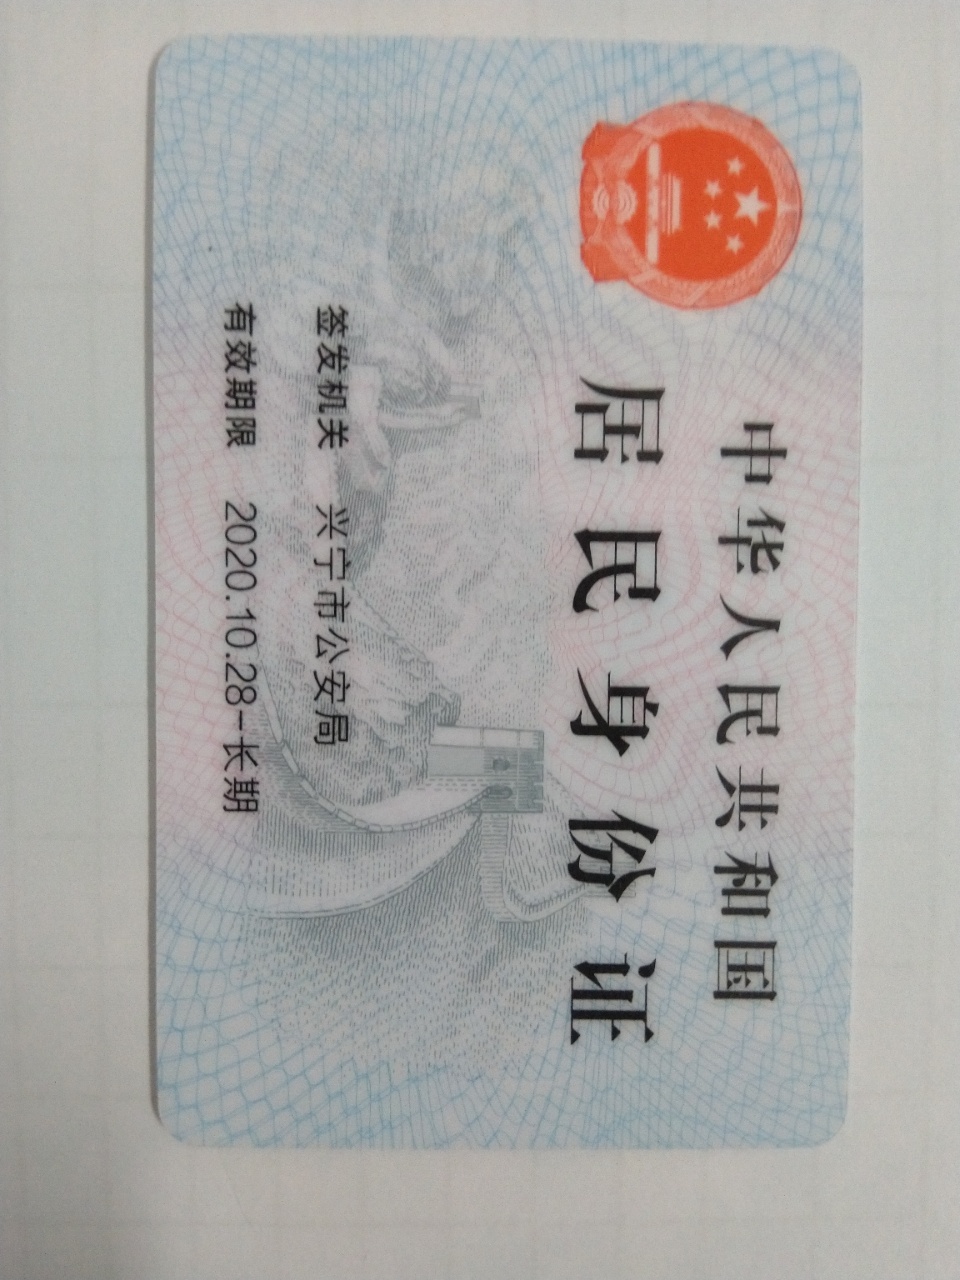 中华人民共和国
居民身份证
签发机关 兴宁市公安局
有效期限 2020.10.28-长期